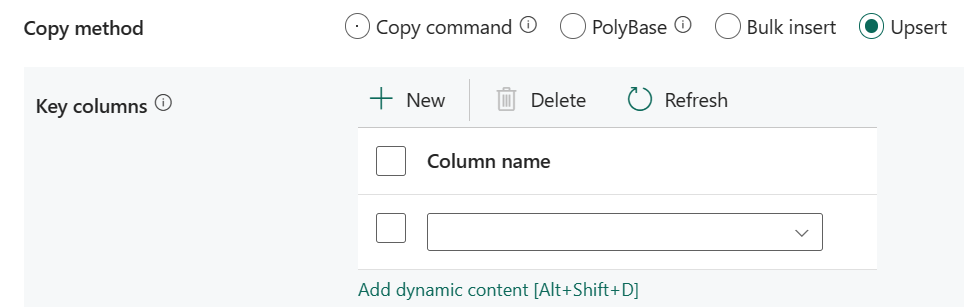 Copy method Copy command PolyBase Bulk insert Upsert
Key columns New Delete Refresh
Column name
Add dynamic content [Alt+Shift+D]